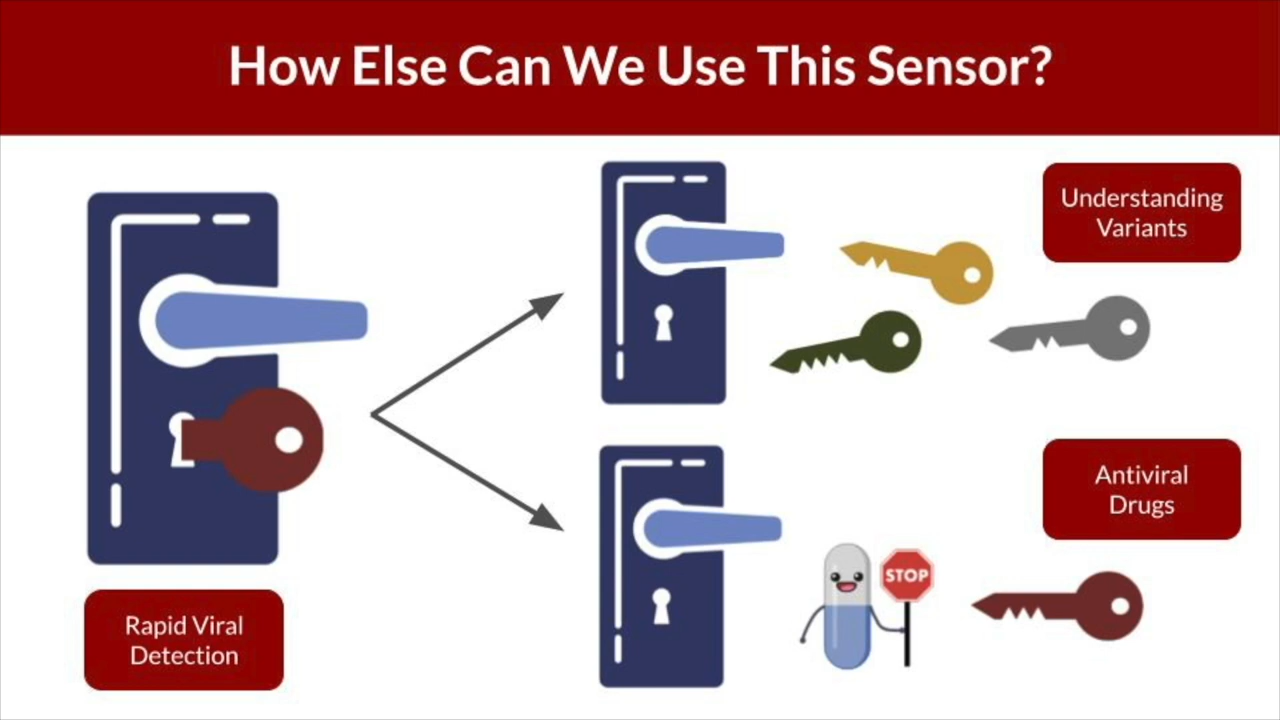 How Else Can We Use This Sensor?
Understanding
Variants
Antiviral
Drugs
STOP
Rapid Viral
Detection